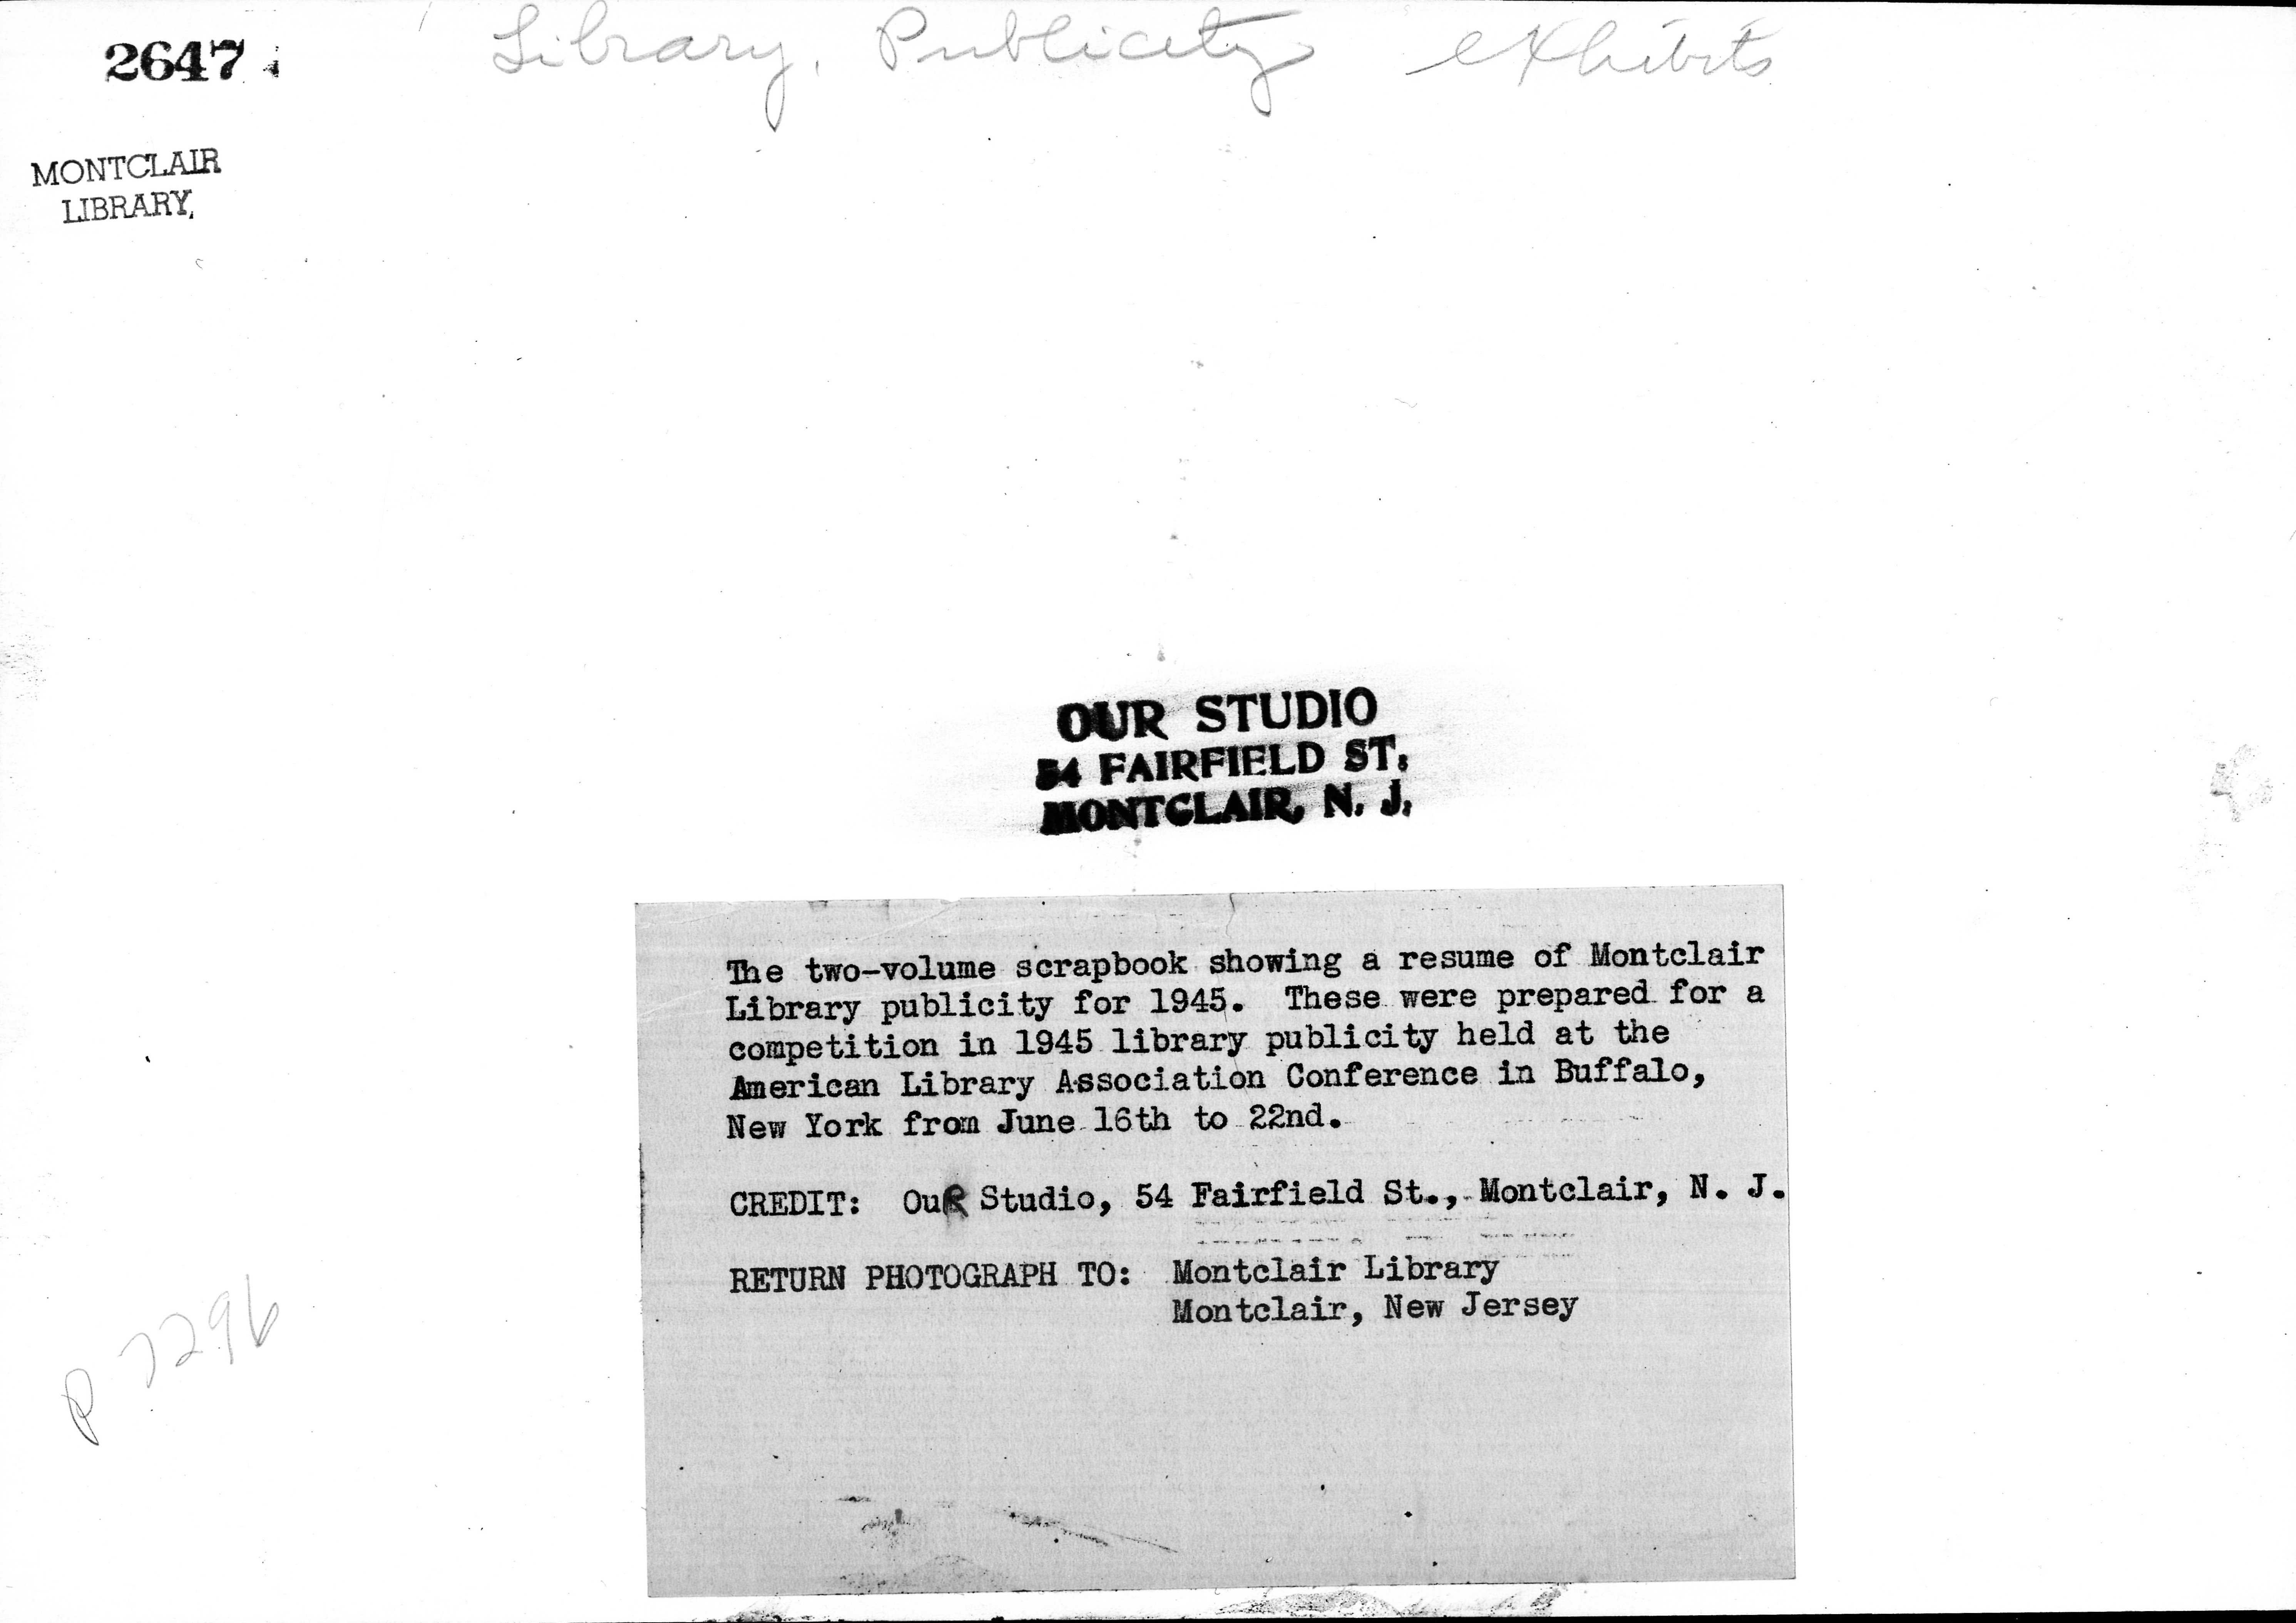 2647
Library, Publicity exhibits
MONTCLAIR
LIBRARY,
OUR STUDIO
54 FAIRFIELD ST.
MONTCLAIR, N. J.
The two-volume scrapbook showing a resume of Montclair
Library publicity for 1945. These were prepared for a
competition in 1945 library publicity held at the
American Library Association Conference in Buffalo,
New York from June 16th to 22nd.
CREDIT: OuR Studio, 54 Fairfield St., Montclair, N. J.
RETURN PHOTOGRAPH TO: Montclair Library
Montclair, New Jersey
P 7296